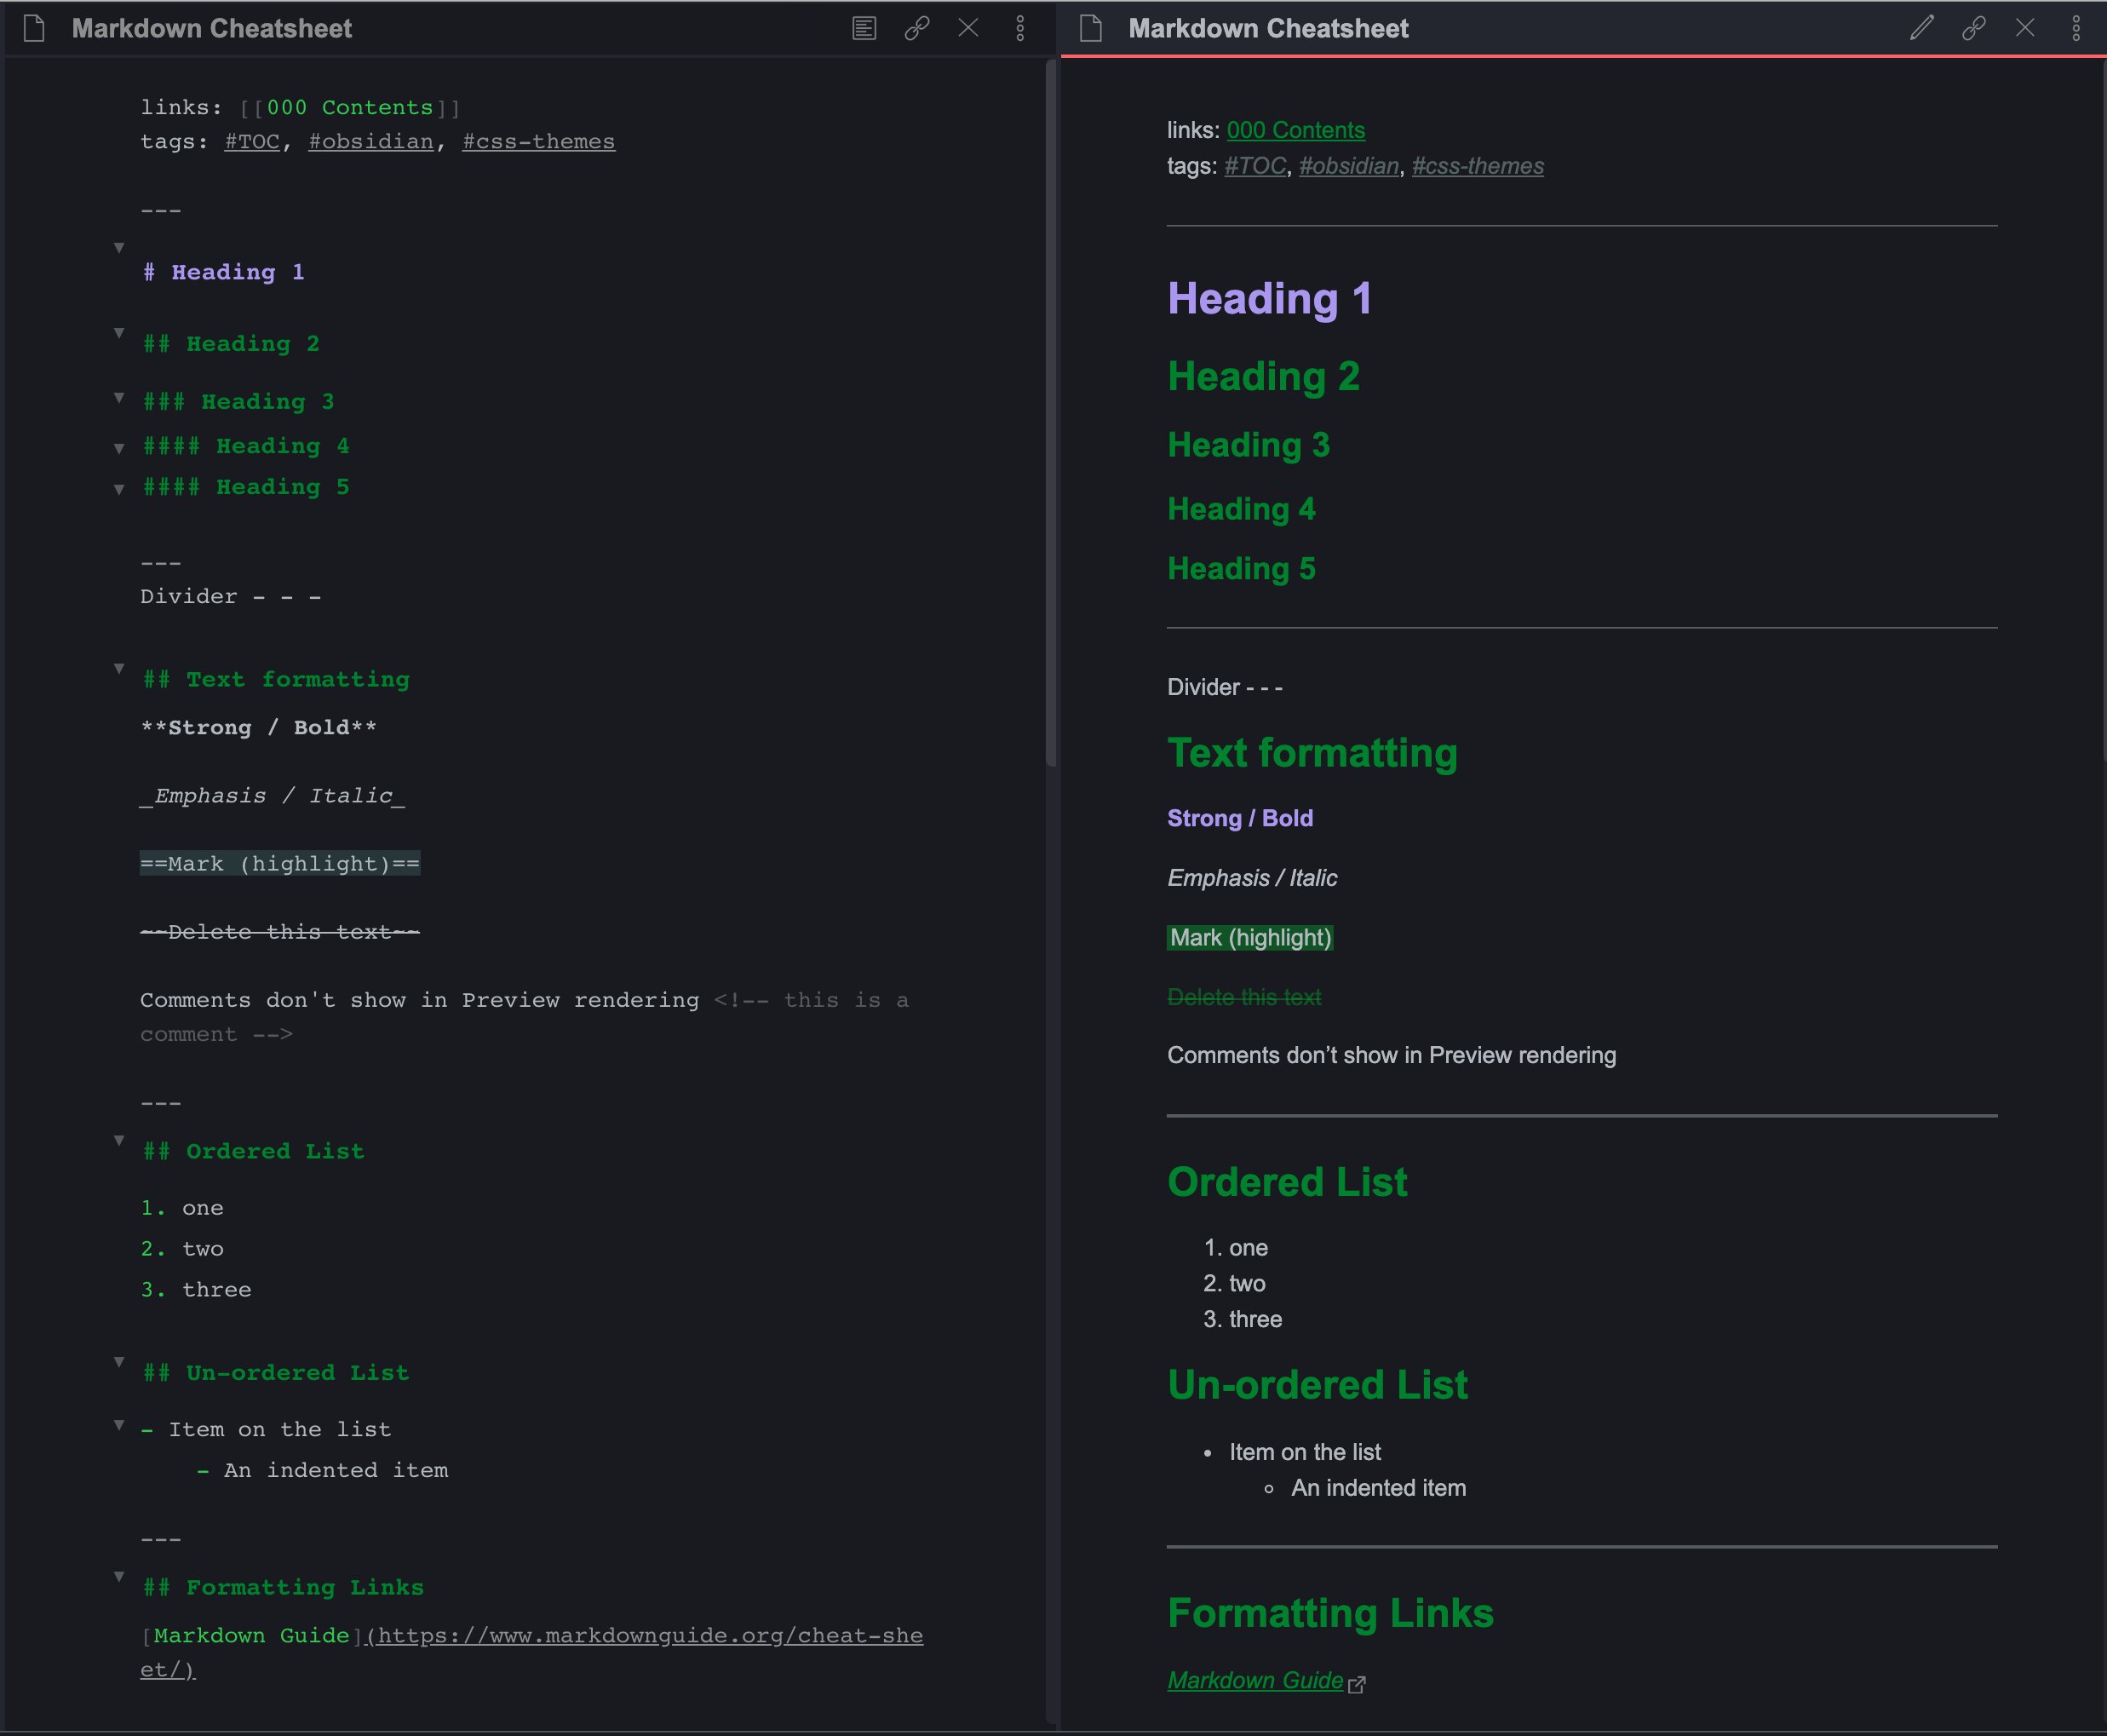 Markdown Cheatsheet
links: [[000 Contents]]
tags: #TOC, #obsidian, #css-themes
---
# Heading 1
## Heading 2
### Heading 3
#### Heading 4
#### Heading 5
---
Divider - - -
## Text formatting
**Strong / Bold**
_Emphasis / Italic_
==Mark (highlight)==
~~Delete this text~~
Comments don't show in Preview rendering <!-- this is a
comment -->
---
## Ordered List
1. one
2. two
3. three
## Un-ordered List
- Item on the list
- An indented item
---
## Formatting Links
[Markdown Guide](https://www.markdownguide.org/cheat-she
et/)
Markdown Cheatsheet
links: 000 Contents
tags: #TOC, #obsidian, #css-themes
Heading 1
Heading 2
Heading 3
Heading 4
Heading 5
Divider - - -
Text formatting
Strong / Bold
Emphasis / Italic
Mark (highlight)
Delete this text
Comments don’t show in Preview rendering
Ordered List
1. one
2. two
3. three
Un-ordered List
• Item on the list
◦ An indented item
Formatting Links
Markdown Guide